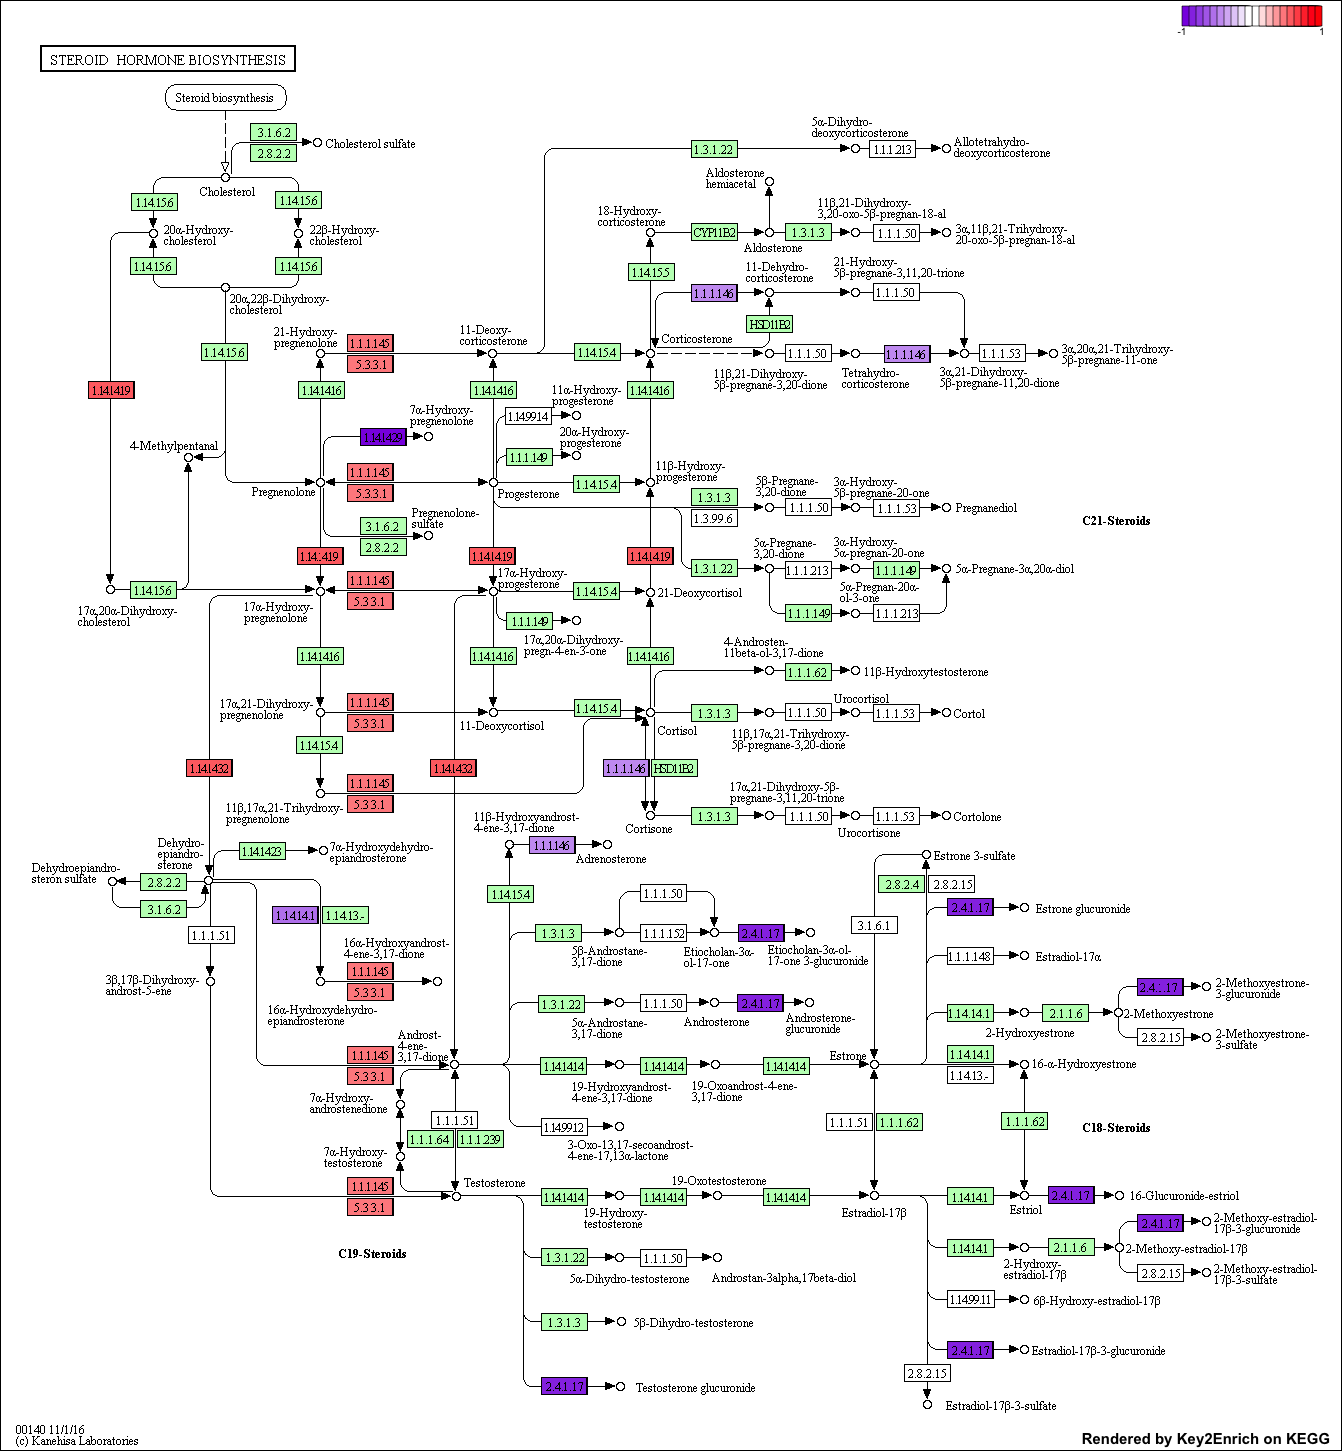 -1
1
STEROID HORMONE BIOSYNTHESIS
Steroid biosynthesis
3.1.6.2
2.8.2.2
Cholesterol sulfate
Cholesterol
1.14.15.6
1.14.15.6
20α-Hydroxy-
cholesterol
22β-Hydroxy-
cholesterol
1.14.15.6
1.14.15.6
20α,22β-Dihydroxy-
cholesterol
1.14.15.6
1.14.14.19
4-Methylpentanal
1.14.15.6
17α,20α-Dihydroxy-
cholesterol
5α-Dihydro-
deoxycorticosterone
1.3.1.22
1.1.1.213
Allotetrahydro-
deoxycorticosterone
Aldosterone
hemiacetal
18-Hydroxy-
corticosterone
CYP11B2
Aldosterone
1.3.1.3
11β,21-Dihydroxy-
3,20-oxo-5β-pregnan-18-al
1.1.1.50
3α,11β,21-Trihydroxy-
20-oxo-5β-pregnan-18-al
1.14.15.5
11-Dehydro-
corticosterone
21-Hydroxy-
5β-pregnane-3,11,20-trione
1.1.1.146
1.1.1.50
HSD11B2
21-Hydroxy-
pregnenolone
1.1.1.145
5.3.3.1
11-Deoxy-
corticosterone
1.14.15.4
Corticosterone
1.1.1.50
1.1.1.146
1.1.1.53
3α,20α,21-Trihydroxy-
5β-pregnane-11-one
11β,21-Dihydroxy-
5β-pregnane-3,20-dione
Tetrahydro-
corticosterone
3α,21-Dihydroxy-
5β-pregnane-11,20-dione
1.14.14.16
1.14.14.16
1.14.14.16
7α-Hydroxy-
pregnenolone
1.14.14.29
11α-Hydroxy-
progesterone
1.14.99.14
20α-Hydroxy-
progesterone
1.1.1.149
Pregnenolone
1.1.1.145
5.3.3.1
Progesterone
1.14.15.4
11β-Hydroxy-
progesterone
1.3.1.3
1.3.99.6
5β-Pregnane-
3,20-dione
1.1.1.50
3α-Hydroxy-
5β-pregnane-20-one
1.1.1.53
Pregnanediol
C21-Steroids
3.1.6.2
2.8.2.2
Pregnenolone-
sulfate
1.14.14.19
1.14.14.19
1.14.14.19
1.3.1.22
5α-Pregnane-
3,20-dione
1.1.1.213
3α-Hydroxy-
5α-pregnan-20-one
1.1.1.149
5α-Pregnane-3α,20α-diol
1.1.1.149
5α-Pregnan-20α-
ol-3-one
1.1.1.213
17α-Hydroxy-
pregnenolone
1.1.1.145
5.3.3.1
17α-Hydroxy-
progesterone
1.14.15.4
21-Deoxycortisol
1.1.1.149
17α,20α-Dihydroxy-
pregn-4-en-3-one
1.14.14.16
1.14.14.16
1.14.14.16
4-Androsten-
11beta-ol-3,17-dione
1.1.1.62
11β-Hydroxytestosterone
17α,21-Dihydroxy-
pregnenolone
1.1.1.145
5.3.3.1
11-Deoxycortisol
1.14.15.4
Cortisol
1.3.1.3
1.1.1.50
Urocortisol
1.1.1.53
Cortol
11β,17α,21-Trihydroxy-
5β-pregnane-3,20-dione
1.14.15.4
1.14.14.32
1.14.14.32
1.1.1.145
5.3.3.1
1.1.1.146
HSD11B2
11β,17α,21-Trihydroxy-
pregnenolone
17α,21-Dihydroxy-5β-
pregnane-3,11,20-trione
Cortisone
1.3.1.3
1.1.1.50
Urocortisone
1.1.1.53
Cortolone
11β-Hydroxyandrost-
4-ene-3,17-dione
1.1.1.146
Adrenosterone
Dehydro-
epiandro-
sterone
1.14.14.23
7α-Hydroxydehydro-
epiandrosterone
Dehydroepiandro-
steron sulfate
2.8.2.2
3.1.6.2
1.14.14.1
1.14.13.-
1.1.1.51
16α-Hydroxyandrost-
4-ene-3,17-dione
1.1.1.145
5.3.3.1
3β,17β-Dihydroxy-
androst-5-ene
16α-Hydroxydehydro-
epiandrosterone
1.14.15.4
1.1.1.50
1.3.1.3
1.1.1.152
2.4.1.17
5β-Androstane-
3,17-dione
Etiocholan-3α-
ol-17-one
Etiocholan-3α-ol-
17-one 3-glucuronide
1.3.1.22
1.1.1.50
2.4.1.17
5α-Androstane-
3,17-dione
Androsterone
Androsterone-
glucuronide
Androst-
4-ene-
3,17-dione
1.1.1.145
5.3.3.1
1.14.14.14
1.14.14.14
1.14.14.14
19-Hydroxyandrost-
4-ene-3,17-dione
19-Oxoandrost-4-ene-
3,17-dione
Estrone
1.14.99.12
3-Oxo-13,17-secoandrost-
4-ene-17,13α-lactone
7α-Hydroxy-
androstenedione
1.1.1.51
1.1.1.64
1.1.1.239
7α-Hydroxy-
testosterone
Testosterone
1.1.1.145
5.3.3.1
C19-Steroids
Estrone 3-sulfate
2.8.2.4
2.8.2.15
3.1.6.1
2.4.1.17
Estrone glucuronide
1.1.1.148
Estradiol-17α
1.14.14.1
2-Hydroxyestrone
2.1.1.6
2-Methoxyestrone
2.4.1.17
2-Methoxyestrone-
3-glucuronide
2.8.2.15
2-Methoxyestrone-
3-sulfate
1.14.14.1
1.14.13.-
16-α-Hydroxyestrone
1.1.1.51
1.1.1.62
1.1.1.62
C18-Steroids
1.14.14.14
19-Hydroxy-
testosterone
1.14.14.14
19-Oxotestosterone
1.14.14.14
Estradiol-17β
1.14.14.1
Estriol
2.4.1.17
16-Glucuronide-estriol
1.14.14.1
2-Hydroxy-
estradiol-17β
2.1.1.6
2-Methoxy-estradiol-17β
2.4.1.17
2-Methoxy-estradiol-
17β-3-glucuronide
2.8.2.15
2-Methoxy-estradiol-
17β-3-sulfate
1.3.1.22
1.1.1.50
5α-Dihydro-testosterone
Androstan-3alpha,17beta-diol
1.14.99.11
6β-Hydroxy-estradiol-17β
1.3.1.3
5β-Dihydro-testosterone
2.4.1.17
Estradiol-17β-3-glucuronide
2.4.1.17
Testosterone glucuronide
2.8.2.15
Estradiol-17β-3-sulfate
00140 11/1/16
(c) Kanehisa Laboratories
Rendered by Key2Enrich on KEGG